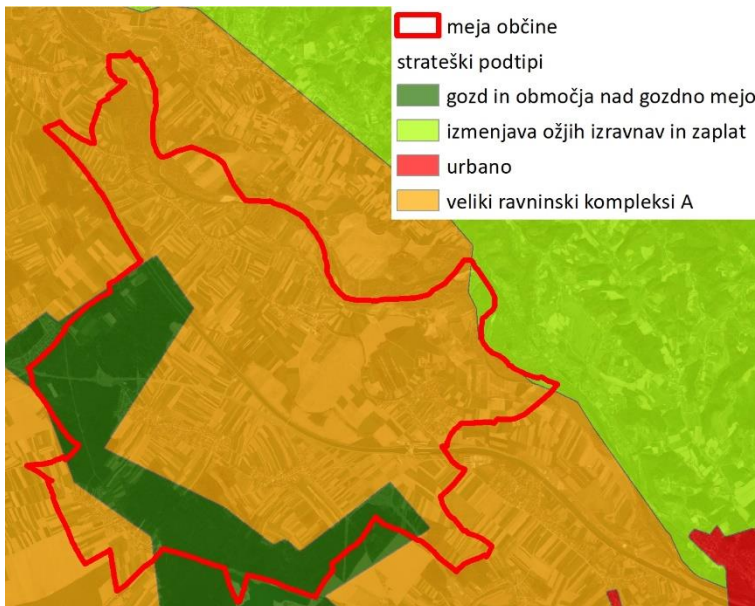 meja občine
strateški podtipi
gozd in območja nad gozdno mejo
izmenjava ožjih izravnav in zaplat
urbano
veliki ravninski kompleksi A